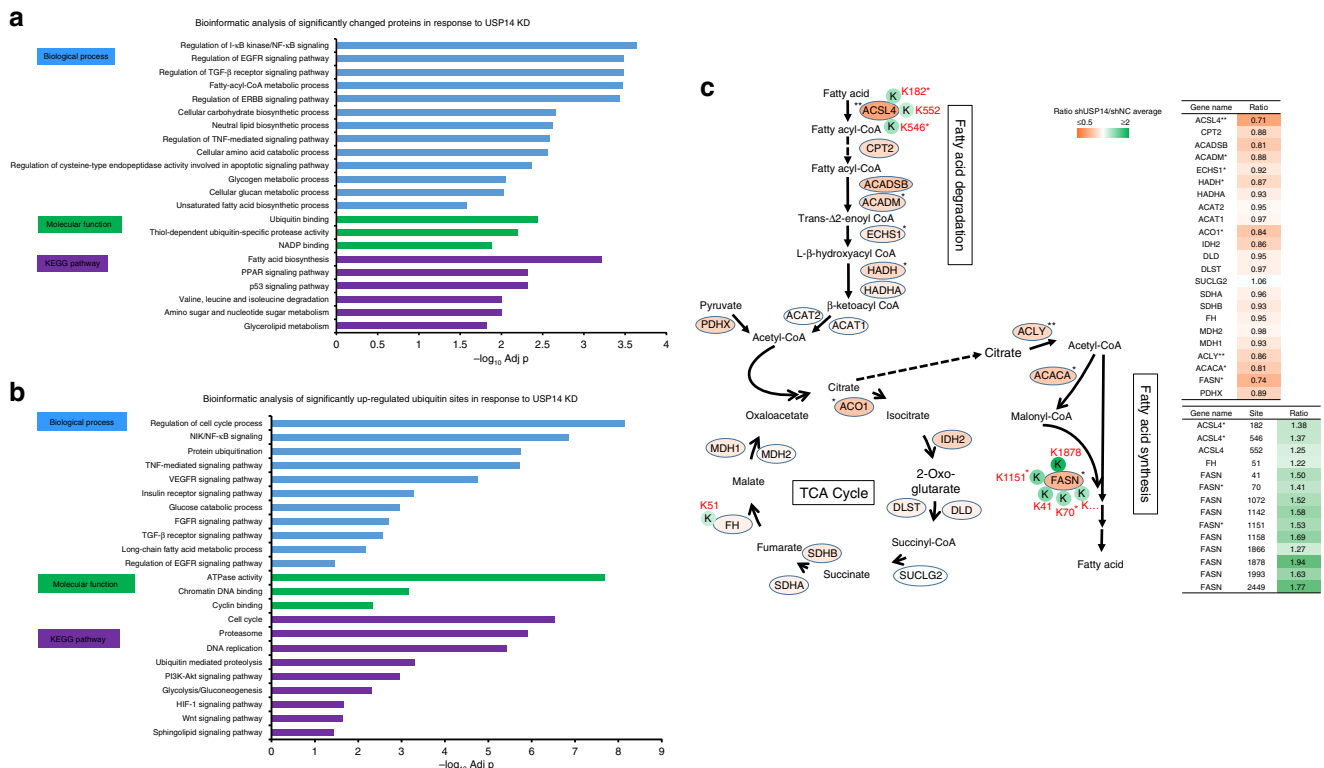 a
Bioinformatic analysis of significantly changed proteins in response to USP14 KD
Biological process
Regulation of I-κB kinase/NF-κB signaling
Regulation of EGFR signaling pathway
Regulation of TGF-β receptor signaling pathway
Fatty-acyl-CoA metabolic process
Regulation of ERBB signaling pathway
Cellular carbohydrate biosynthetic process
Neutral lipid biosynthetic process
Regulation of TNF-mediated signaling pathway
Cellular amino acid catabolic process
Regulation of cysteine-type endopeptidase activity involved in apoptotic signaling pathway
Glycogen metabolic process
Cellular glucan metabolic process
Unsaturated fatty acid biosynthetic process
Molecular function
Ubiquitin binding
Thiol-dependent ubiquitin-specific protease activity
NADP binding
KEGG pathway
Fatty acid biosynthesis
PPAR signaling pathway
p53 signaling pathway
Valine, leucine and isoleucine degradation
Amino sugar and nucleotide sugar metabolism
Glycerolipid metabolism
0 0.5 1 1.5 2 2.5 3 3.5 4
–log10 Adj p
b
Bioinformatic analysis of significantly up-regulated ubiquitin sites in response to USP14 KD
Biological process
Regulation of cell cycle process
NIK/NF-κB signaling
Protein ubiquitination
TNF-mediated signaling pathway
VEGFR signaling pathway
Insulin receptor signaling pathway
Glucose catabolic process
FGFR signaling pathway
TGF-β receptor signaling pathway
Long-chain fatty acid metabolic process
Regulation of EGFR signaling pathway
Molecular function
ATPase activity
Chromatin DNA binding
Cyclin binding
KEGG pathway
Cell cycle
Proteasome
DNA replication
Ubiquitin mediated proteolysis
PI3K-Akt signaling pathway
Glycolysis/Gluconeogenesis
HIF-1 signaling pathway
Wnt signaling pathway
Sphingolipid signaling pathway
0 1 2 3 4 5 6 7 8 9
–log10 Adj p
c
Fatty acid
K K182*
** ACSL4 K K552
K K546*
Fatty acyl-CoA
CPT2
Fatty acyl-CoA
ACADSB
ACADM *
Trans-Δ2-enoyl CoA
ECHS1 *
L-β-hydroxyacyl CoA
HADH *
HADHA
β-ketoacyl CoA
ACAT2
ACAT1
Fatty acid degradation
Pyruvate
PDHX
Acetyl-CoA
Citrate
* ACO1
Isocitrate
IDH2
2-Oxo-
glutarate
DLST
DLD
Succinyl-CoA
SUCLG2
Succinate
SDHB
SDHA
Fumarate
K51
K
FH
Malate
MDH1
MDH2
Oxaloacetate
TCA Cycle
Citrate
ACLY **
Acetyl-CoA
ACACA *
Malonyl-CoA
K1878
K
K1151* K FASN *
K K K
K41 K70* K...
Fatty acid
Fatty acid synthesis
Ratio shUSP14/shNC average
≤0.5 ≥2
Gene name Ratio
ACSL4** 0.71
CPT2 0.88
ACADSB 0.81
ACADM* 0.88
ECHS1* 0.92
HADH* 0.87
HADHA 0.93
ACAT2 0.95
ACAT1 0.97
ACO1* 0.84
IDH2 0.86
DLD 0.95
DLST 0.97
SUCLG2 1.06
SDHA 0.96
SDHB 0.93
FH 0.95
MDH2 0.98
MDH1 0.93
ACLY** 0.86
ACACA* 0.81
FASN* 0.74
PDHX 0.89
Gene name Site Ratio
ACSL4* 182 1.38
ACSL4* 546 1.37
ACSL4 552 1.25
FH 51 1.22
FASN 41 1.50
FASN* 70 1.41
FASN 1072 1.52
FASN 1142 1.58
FASN* 1151 1.53
FASN 1158 1.69
FASN 1866 1.27
FASN 1878 1.94
FASN 1993 1.63
FASN 2449 1.77